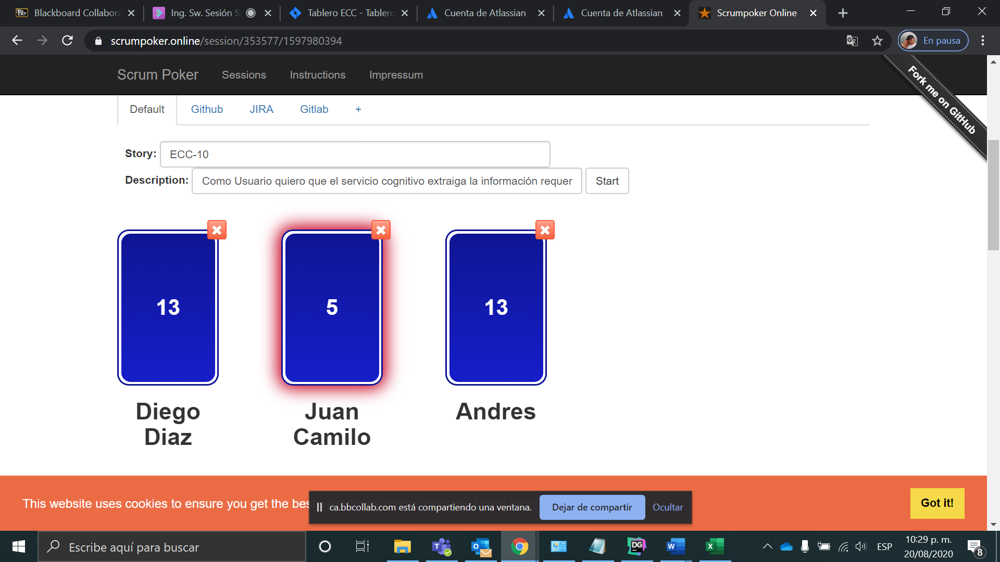 Blackboard Collabora
Ing. Sw. Sesión S
Tablero ECC - Tablero
Cuenta de Atlassian
Cuenta de Atlassian
Scrumpoker Online
scrumpoker.online/session/353577/1597980394
En pausa
Scrum Poker
Sessions
Instructions
Impressum
Fork me on GitHub
Default
Github
JIRA
Gitlab
+
Story: ECC-10
Description: Como Usuario quiero que el servicio cognitivo extraiga la información requer
Start
13
5
13
Diego
Diaz
Juan
Camilo
Andres
This website uses cookies to ensure you get the bes
ca.bbcollab.com está compartiendo una ventana.
Dejar de compartir
Ocultar
Got it!
Escribe aquí para buscar
ESP
10:29 p. m.
20/08/2020
8